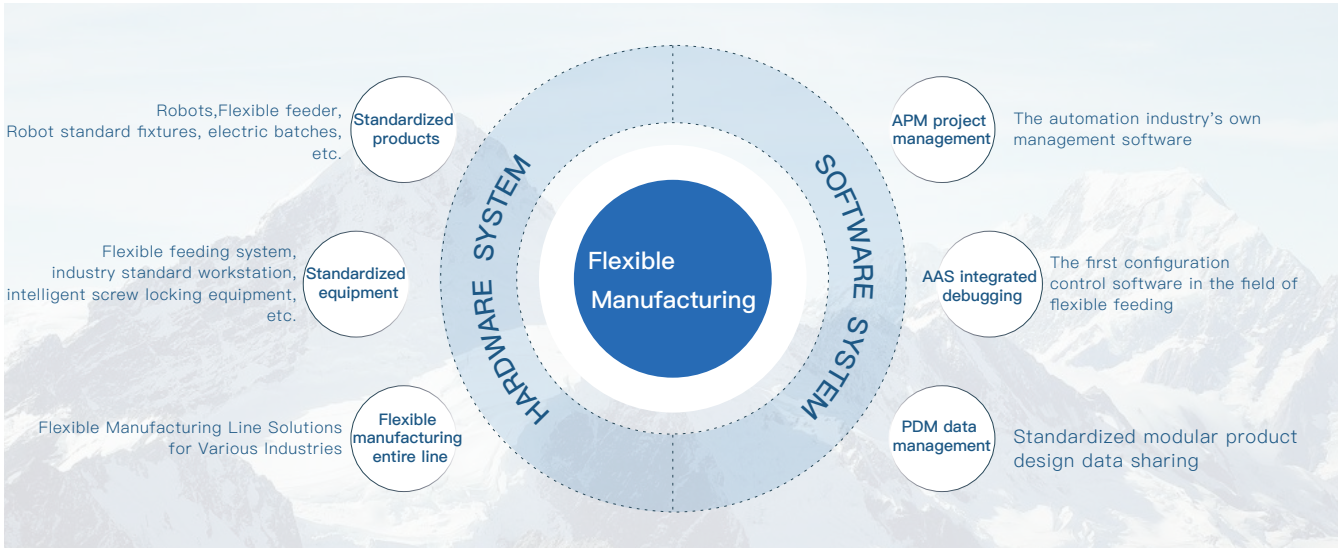 Robots,Flexible feeder,
Robot standard fixtures, electric batches,
etc.
Standardized
products
Flexible feeding system,
industry standard workstation,
intelligent screw locking equipment,
etc.
Standardized
equipment
Flexible Manufacturing Line Solutions
for Various Industries
Flexible
manufacturing
entire line
HARDWARE SYSTEM
Flexible
Manufacturing
SOFTWARE SYSTEM
APM project
management
The automation industry's own
management software
AAS integrated
debugging
The first configuration
control software in the field of
flexible feeding
PDM data
management
Standardized modular product
design data sharing